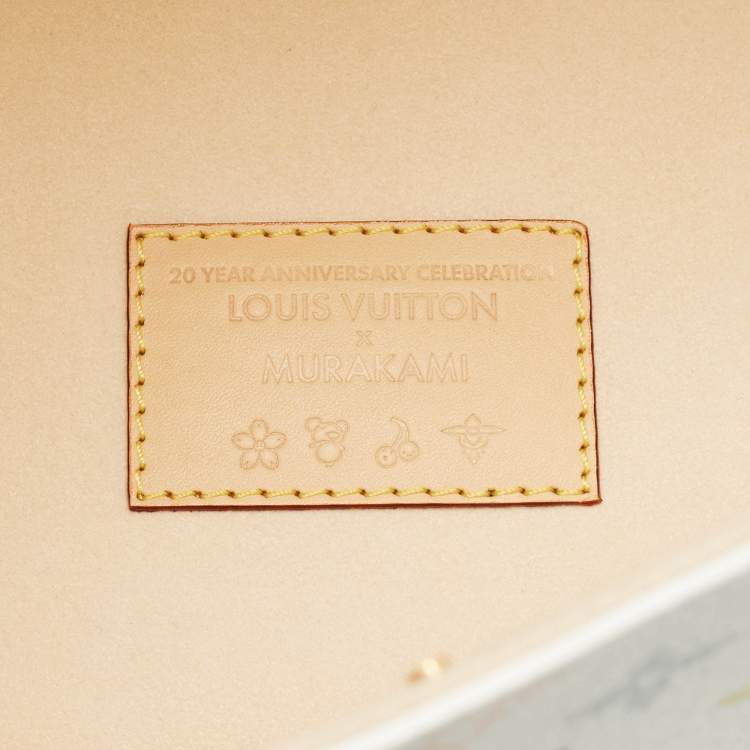 20 YEAR ANNIVERSARY CELEBRATION
LOUIS VUITTON
x
MURAKAMI